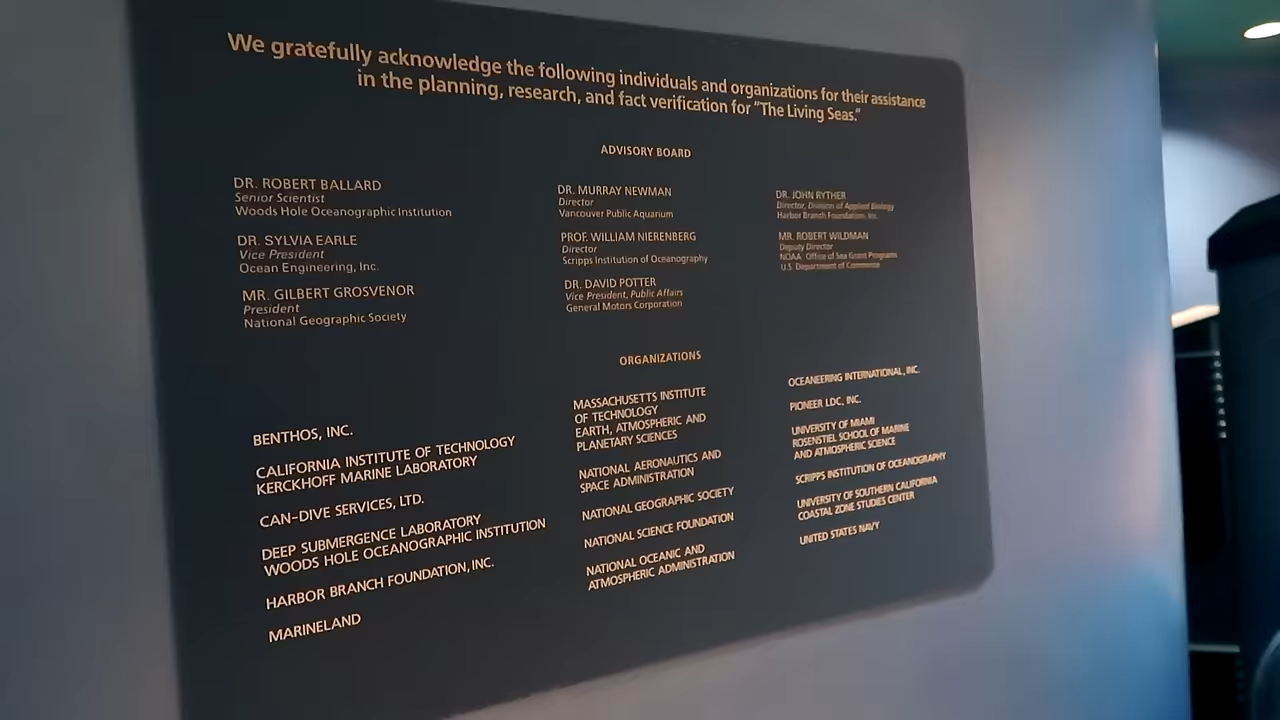 We gratefully acknowledge the following individuals and organizations for their assistance
in the planning, research, and fact verification for "The Living Seas."
ADVISORY BOARD
DR. ROBERT BALLARD
Senior Scientist
Woods Hole Oceanographic Institution
DR. SYLVIA EARLE
Vice President
Ocean Engineering, Inc.
MR. GILBERT GROSVENOR
President
National Geographic Society
DR. MURRAY NEWMAN
Director
Vancouver Public Aquarium
PROF. WILLIAM NIERENBERG
Director
Scripps Institution of Oceanography
DR. DAVID POTTER
Vice President, Public Affairs
General Motors Corporation
DR. JOHN RYTHER
Director, Division of Applied Biology
Harbor Branch Foundation, Inc.
MR. ROBERT WILDMAN
Deputy Director
NOAA Office of Sea Grant Programs
U.S. Department of Commerce
ORGANIZATIONS
BENTHOS, INC.
CALIFORNIA INSTITUTE OF TECHNOLOGY
KERCKHOFF MARINE LABORATORY
CAN-DIVE SERVICES, LTD.
DEEP SUBMERGENCE LABORATORY
WOODS HOLE OCEANOGRAPHIC INSTITUTION
HARBOR BRANCH FOUNDATION, INC.
MARINELAND
MASSACHUSETTS INSTITUTE
OF TECHNOLOGY
EARTH, ATMOSPHERIC AND
PLANETARY SCIENCES
NATIONAL AERONAUTICS AND
SPACE ADMINISTRATION
NATIONAL GEOGRAPHIC SOCIETY
NATIONAL SCIENCE FOUNDATION
NATIONAL OCEANIC AND
ATMOSPHERIC ADMINISTRATION
OCEANEERING INTERNATIONAL, INC.
PIONEER LDC, INC.
UNIVERSITY OF MIAMI
ROSENSTIEL SCHOOL OF MARINE
AND ATMOSPHERIC SCIENCE
SCRIPPS INSTITUTION OF OCEANOGRAPHY
UNIVERSITY OF SOUTHERN CALIFORNIA
COASTAL ZONE STUDIES CENTER
UNITED STATES NAVY